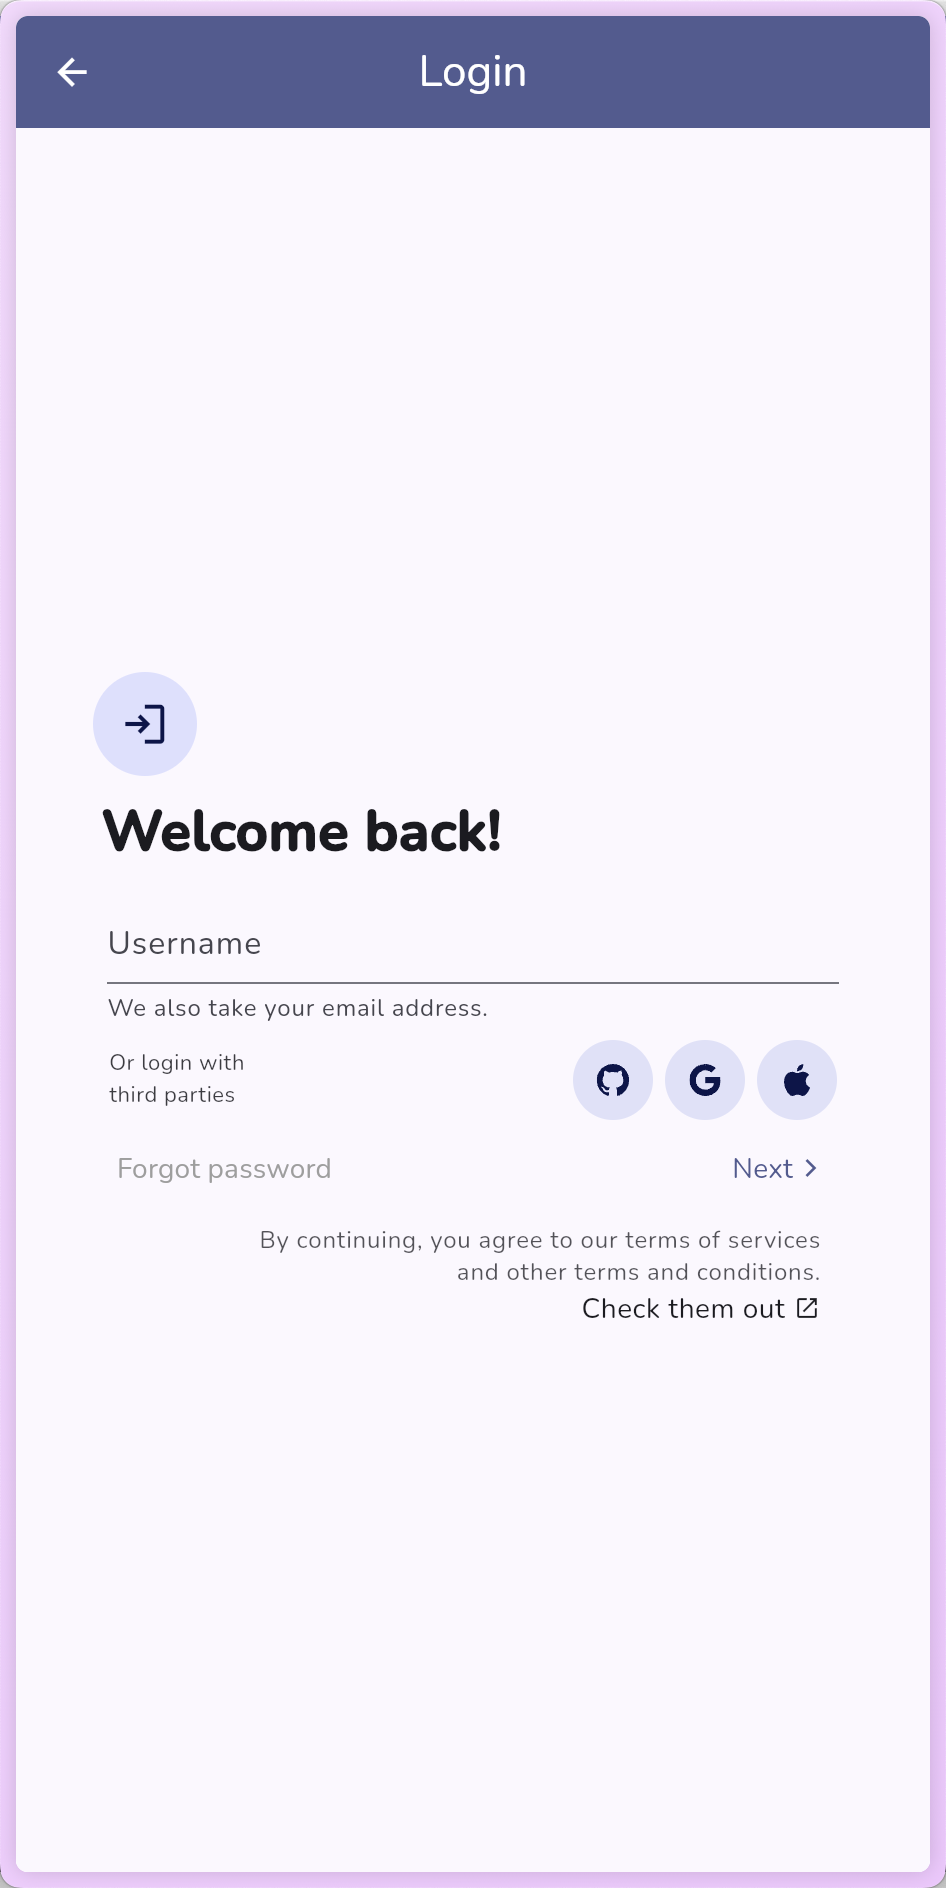 Login
Welcome back!
Username
We also take your email address.
Or login with
third parties
Forgot password
Next
By continuing, you agree to our terms of services
and other terms and conditions.
Check them out